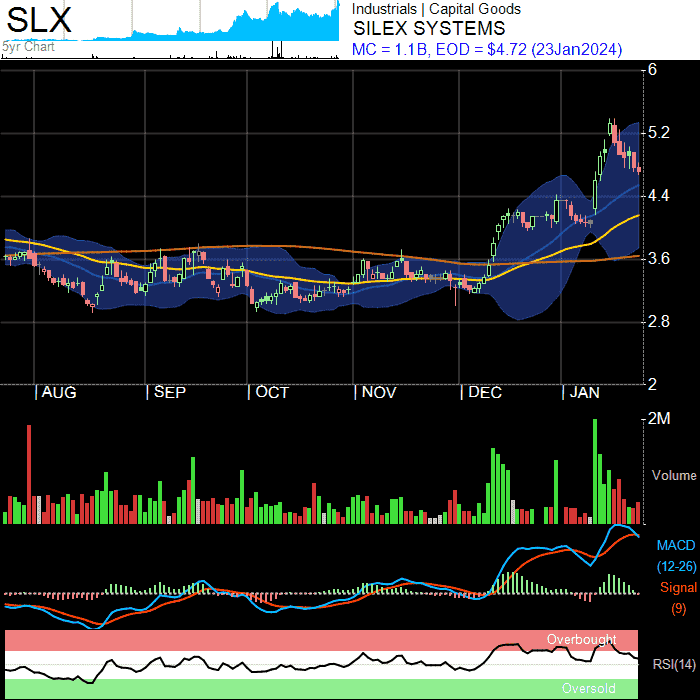 SLX
5yr Chart
Industrials | Capital Goods
SILEX SYSTEMS
MC = 1.1B, EOD = $4.72 (23Jan2024)
6
5.2
4.4
3.6
2.8
2
| AUG | SEP | OCT | NOV | DEC | JAN
2M
Volume
MACD
(12-26)
Signal
(9)
Overbought
RSI(14)
Oversold